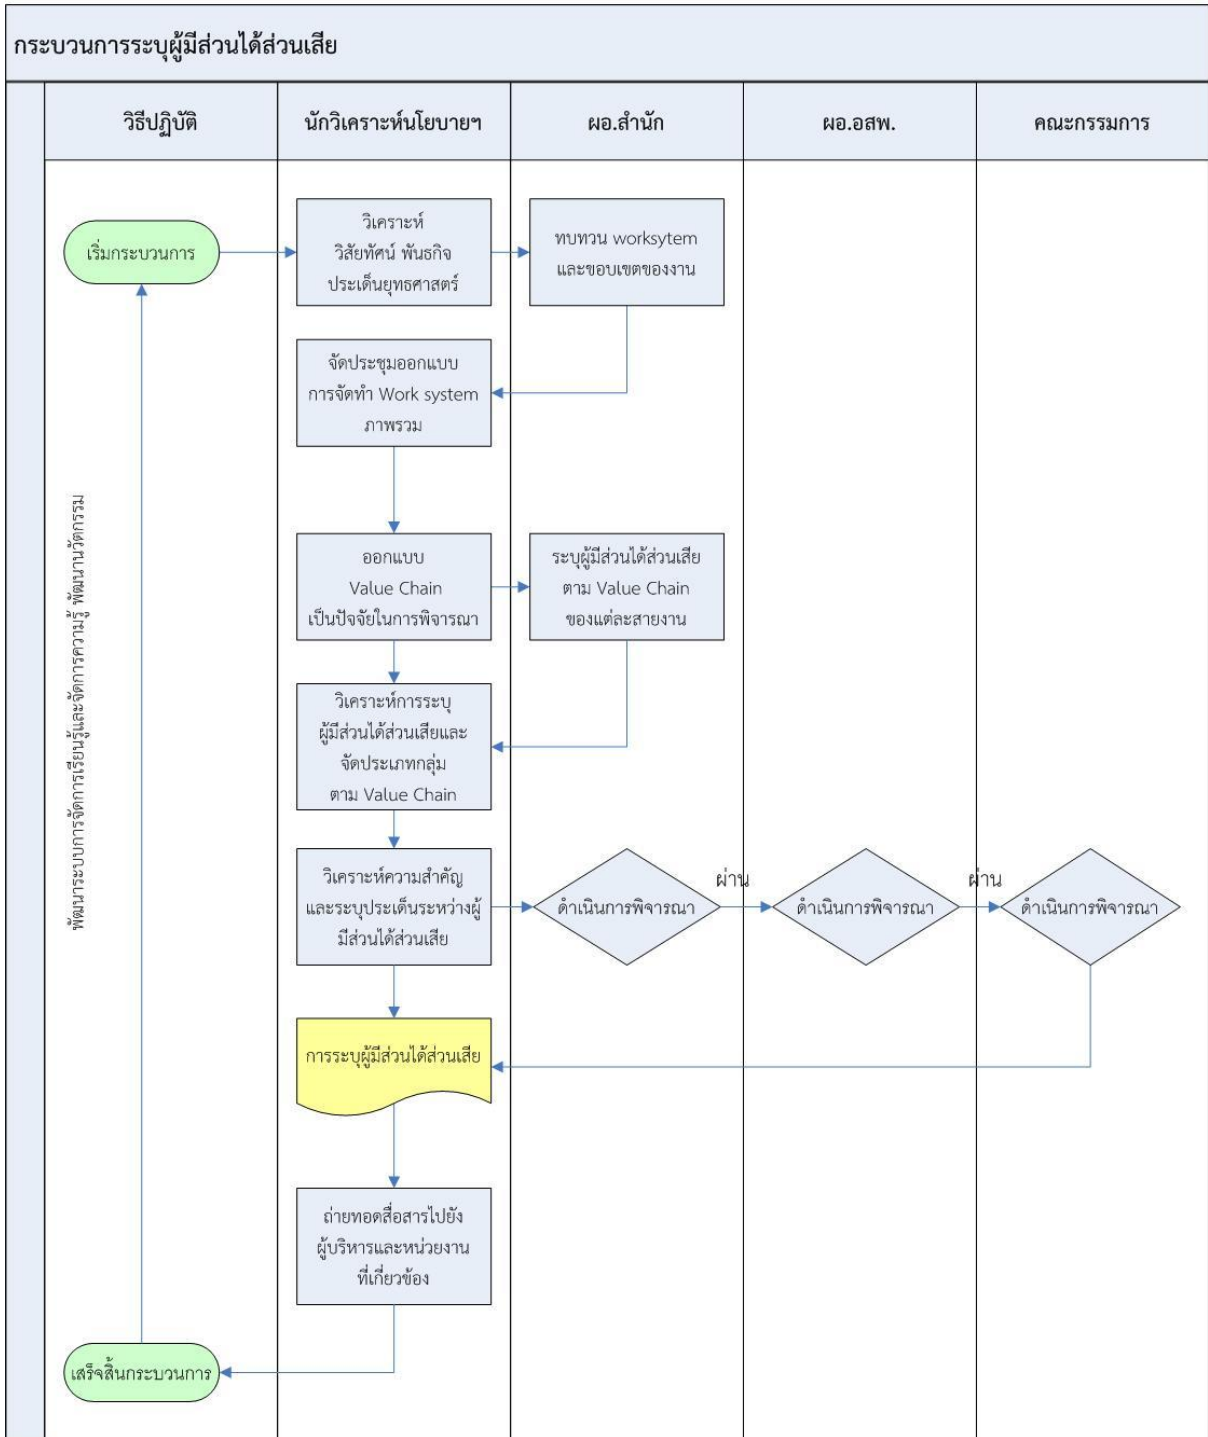 กระบวนการระบุผู้มีส่วนได้ส่วนเสีย
วิธีปฏิบัติ
นักวิเคราะห์นโยบายฯ
ผอ.สำนัก
ผอ.อสพ.
คณะกรรมการ
เริ่มกระบวนการ
วิเคราะห์
วิสัยทัศน์ พันธกิจ
ประเด็นยุทธศาสตร์
ทบทวน worksytem
และขอบเขตของงาน
จัดประชุมออกแบบ
การจัดทำ Work system
ภาพรวม
พัฒนาระบบการจัดการเรียนรู้และจัดการความรู้ พัฒนานวัตกรรม
ออกแบบ
Value Chain
เป็นปัจจัยในการพิจารณา
ระบุผู้มีส่วนได้ส่วนเสีย
ตาม Value Chain
ของแต่ละสายงาน
วิเคราะห์การระบุ
ผู้มีส่วนได้ส่วนเสียและ
จัดประเภทกลุ่ม
ตาม Value Chain
วิเคราะห์ความสำคัญ
และระบุประเด็นระหว่างผู้
มีส่วนได้ส่วนเสีย
ดำเนินการพิจารณา
ผ่าน
ดำเนินการพิจารณา
ผ่าน
ดำเนินการพิจารณา
การระบุผู้มีส่วนได้ส่วนเสีย
ถ่ายทอดสื่อสารไปยัง
ผู้บริหารและหน่วยงาน
ที่เกี่ยวข้อง
เสร็จสิ้นกระบวนการ